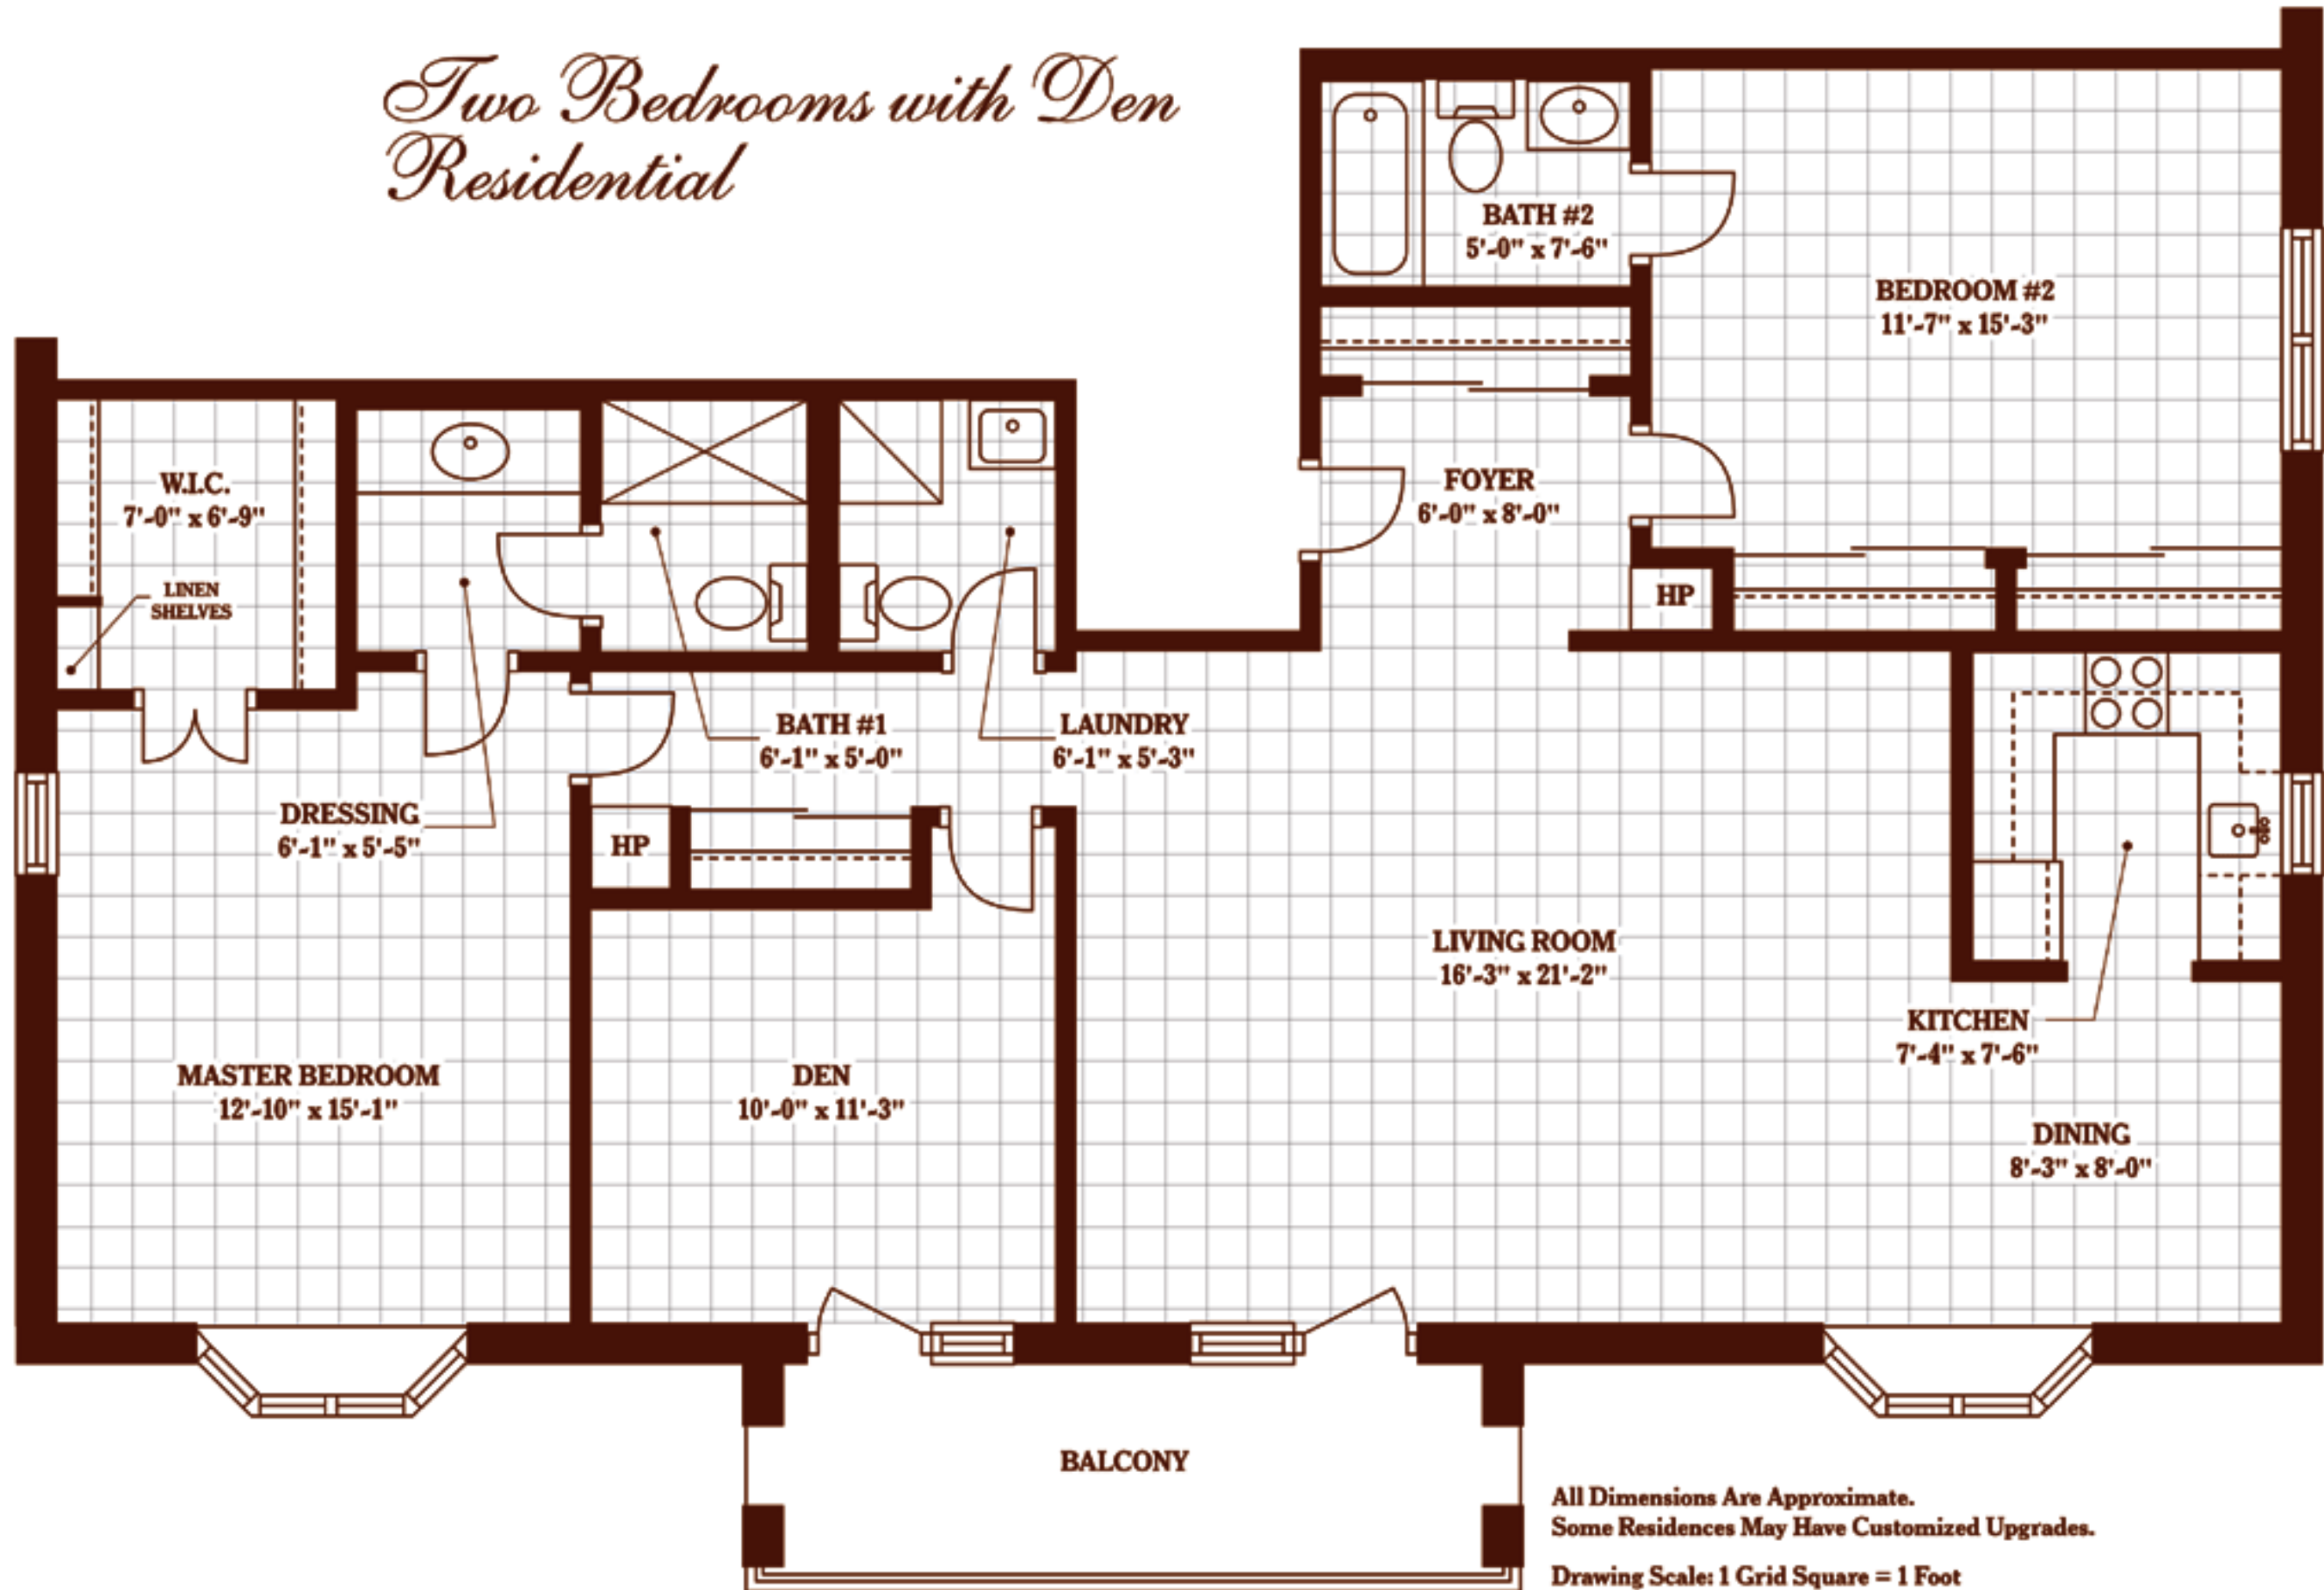 Two Bedrooms with Den
Residential
BATH #2
5'-0" x 7'-6"
BEDROOM #2
11'-7" x 15'-3"
W.I.C.
7'-0" x 6'-9"
FOYER
6'-0" x 8'-0"
LINEN
SHELVES
HP
BATH #1
6'-1" x 5'-0"
LAUNDRY
6'-1" x 5'-3"
DRESSING
6'-1" x 5'-5"
HP
LIVING ROOM
16'-3" x 21'-2"
KITCHEN
7'-4" x 7'-6"
MASTER BEDROOM
12'-10" x 15'-1"
DEN
10'-0" x 11'-3"
DINING
8'-3" x 8'-0"
BALCONY
All Dimensions Are Approximate.
Some Residences May Have Customized Upgrades.
Drawing Scale: 1 Grid Square = 1 Foot